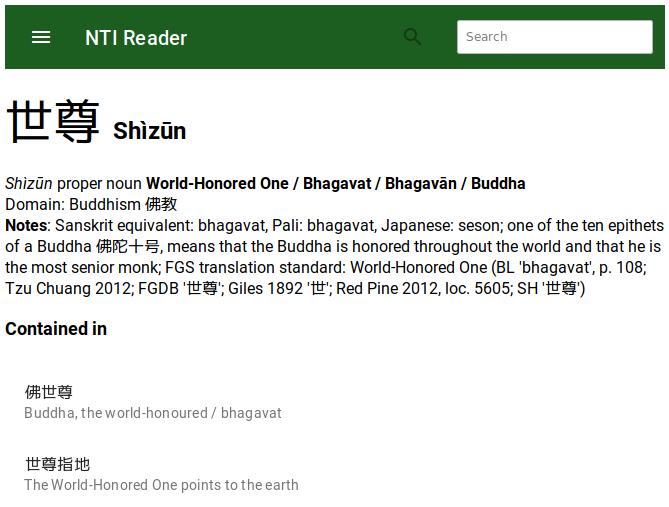 NTI Reader
Search
世尊 Shìzūn
Shìzūn proper noun World-Honored One / Bhagavat / Bhagavān / Buddha
Domain: Buddhism 佛教
Notes: Sanskrit equivalent: bhagavat, Pali: bhagavat, Japanese: seson; one of the ten epithets
of a Buddha 佛陀十号, means that the Buddha is honored throughout the world and that he is
the most senior monk; FGS translation standard: World-Honored One (BL 'bhagavat', p. 108;
Tzu Chuang 2012; FGDB '世尊'; Giles 1892 '世'; Red Pine 2012, loc. 5605; SH '世尊')
Contained in
佛世尊
Buddha, the world-honoured / bhagavat
世尊指地
The World-Honored One points to the earth